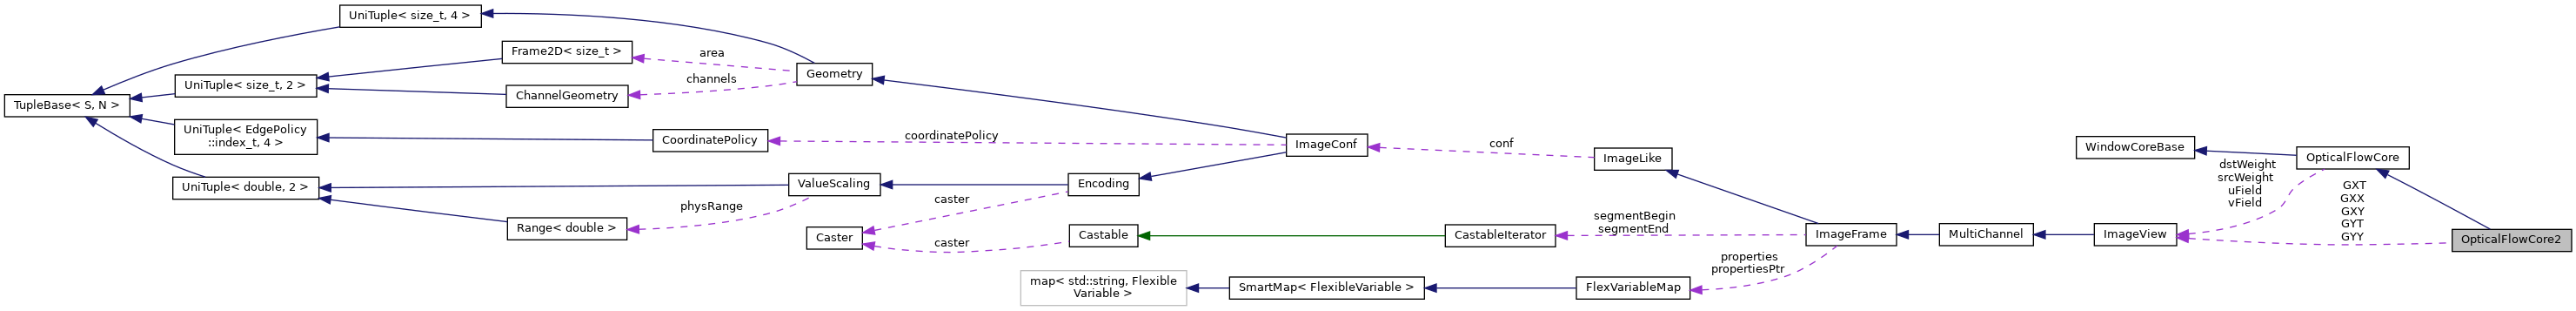 UniTuple< size_t, 4 >
Frame2D< size_t >
area
Geometry
channels
UniTuple< size_t, 2 >
ChannelGeometry
TupleBase< S, N >
UniTuple< EdgePolicy
::index_t, 4 >
CoordinatePolicy
coordinatePolicy
ImageConf
conf
ImageLike
WindowCoreBase
OpticalFlowCore
UniTuple< double, 2 >
ValueScaling
Encoding
physRange
caster
Range< double >
Caster
caster
Castable
CastableIterator
segmentBegin
segmentEnd
ImageFrame
MultiChannel
ImageView
dstWeight
srcWeight
uField
vField
GXT
GXX
GXY
GYT
GYY
OpticalFlowCore2
properties
propertiesPtr
map< std::string, Flexible
Variable >
SmartMap< FlexibleVariable >
FlexVariableMap